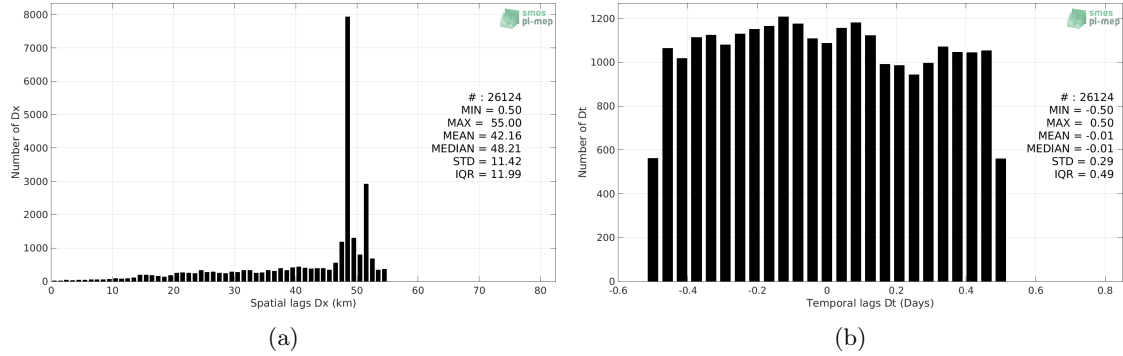 8000
7000
6000
5000
4000
3000
2000
1000
0
Number of Dx
0 10 20 30 40 50 60 70 80
Spatial lags Dx (km)
smos
pi-mep
# : 26124
MIN = 0.50
MAX = 55.00
MEAN = 42.16
MEDIAN = 48.21
STD = 11.42
IQR = 11.99
(a)
1200
1000
800
600
400
200
0
Number of Dt
-0.6 -0.4 -0.2 0 0.2 0.4 0.6 0.8
Temporal lags Dt (Days)
smos
pi-mep
# : 26124
MIN = -0.50
MAX = 0.50
MEAN = -0.01
MEDIAN = -0.01
STD = 0.29
IQR = 0.49
(b)